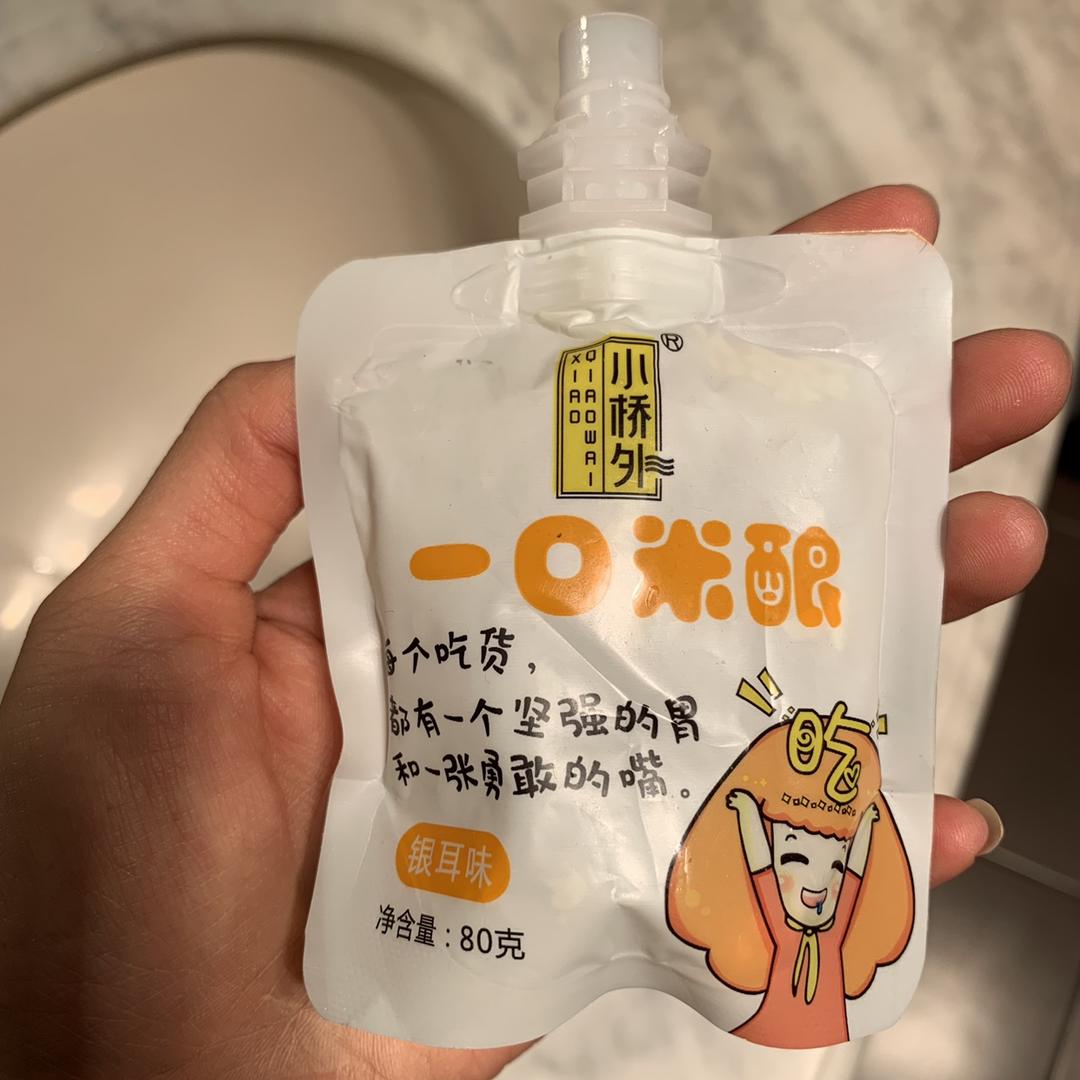 小桥外®
XIAO
QIAOWAI
一口米酿
每个吃货，
都有一个坚强的胃
和一张勇敢的嘴。
吃
银耳味
净含量：80克